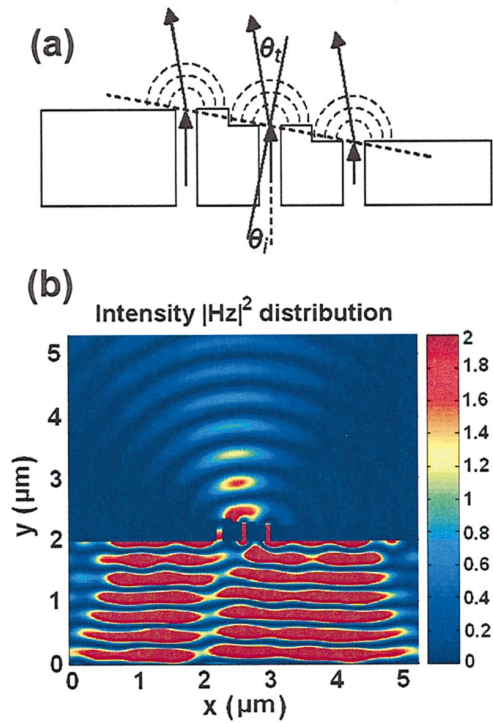 (a)
θt
θi
(b)
Intensity |Hz|² distribution
y (µm)
5
4
3
2
1
0
0 1 2 3 4 5
x (µm)
2
1.8
1.6
1.4
1.2
1
0.8
0.6
0.4
0.2
0